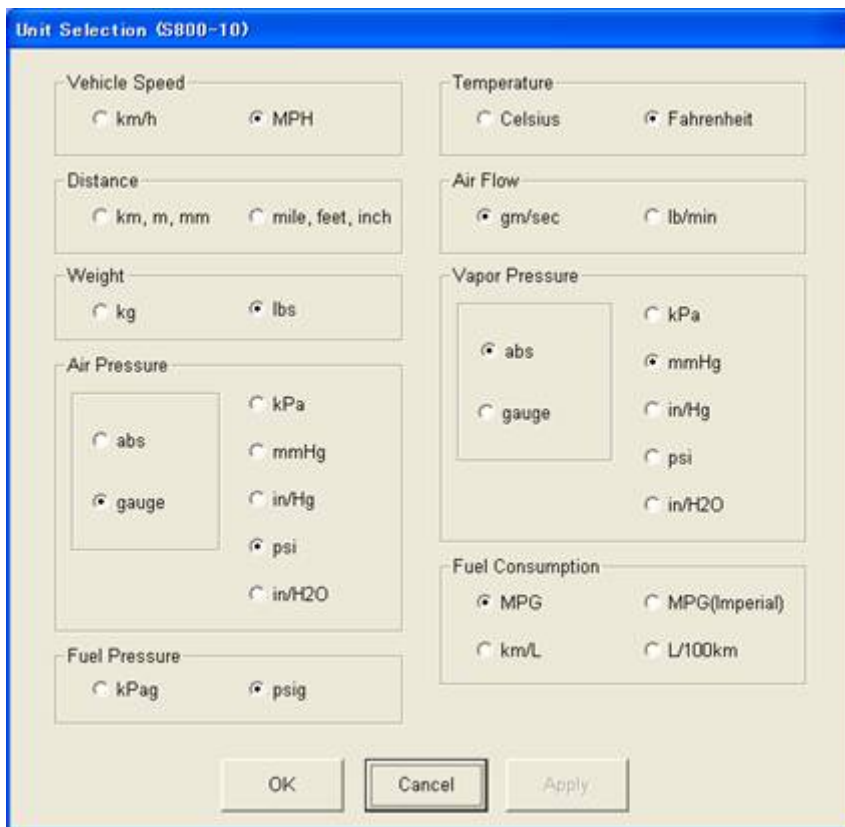 Unit Selection (S800-10)
Vehicle Speed
km/h MPH
Distance
km, m, mm mile, feet, inch
Weight
kg lbs
Air Pressure
abs
gauge
kPa
mmHg
in/Hg
psi
in/H2O
Fuel Pressure
kPag psig
Temperature
Celsius Fahrenheit
Air Flow
gm/sec lb/min
Vapor Pressure
abs
gauge
kPa
mmHg
in/Hg
psi
in/H2O
Fuel Consumption
MPG MPG(Imperial)
km/L L/100km
OK Cancel Apply